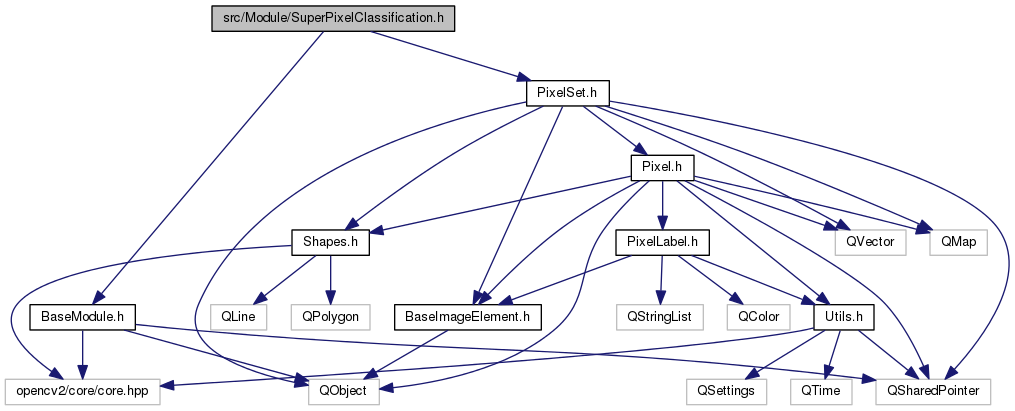 src/Module/SuperPixelClassification.h
PixelSet.h
Pixel.h
Shapes.h
PixelLabel.h
QVector
QMap
BaseModule.h
QLine
QPolygon
BaseImageElement.h
QStringList
QColor
Utils.h
opencv2/core/core.hpp
QObject
QSettings
QTime
QSharedPointer